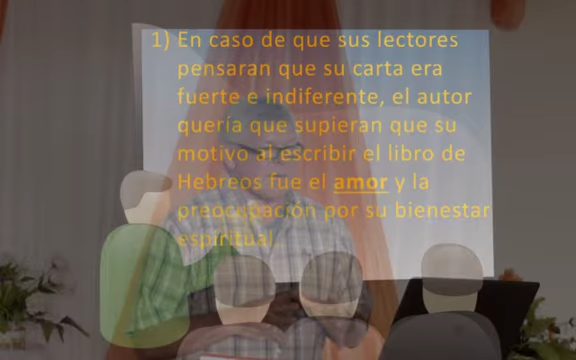 1) En caso de que sus lectores
pensaran que su carta era
fuerte e indiferente, el autor
quería que supieran que su
motivo al escribir el libro de
Hebreos fue el amor y la
preocupación por su bienestar
espiritual.